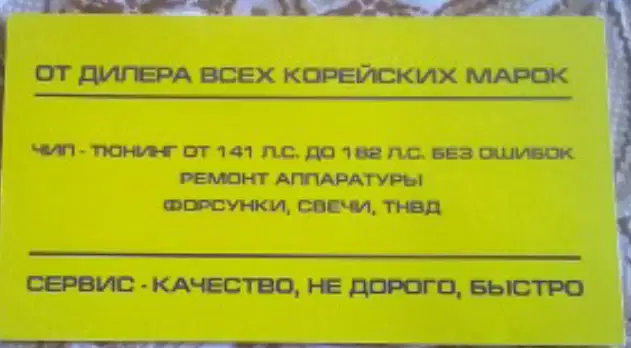 ОТ ДИЛЕРА ВСЕХ КОРЕЙСКИХ МАРОК
ЧИП - ТЮНИНГ ОТ 141 Л.С. ДО 182 Л.С. БЕЗ ОШИБОК
РЕМОНТ АППАРАТУРЫ
ФОРСУНКИ, СВЕЧИ, ТНВД
СЕРВИС - КАЧЕСТВО, НЕ ДОРОГО, БЫСТРО